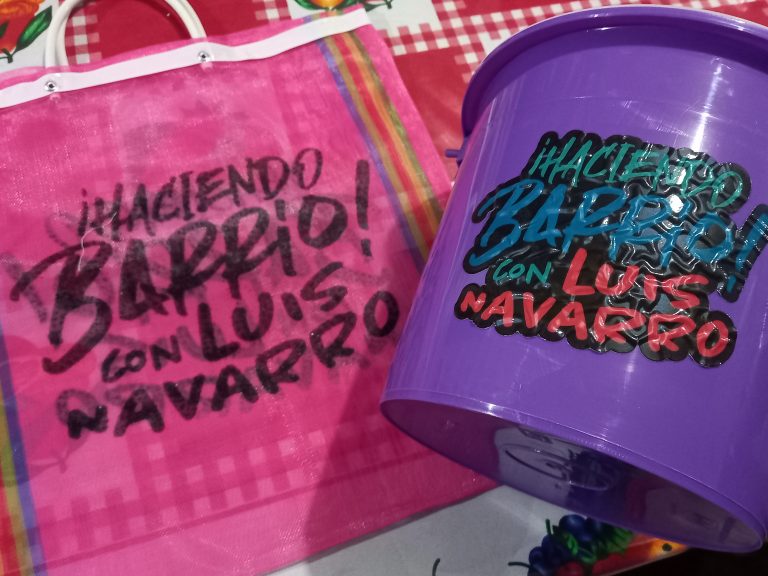 ¡HACIENDO
BARRIO!
CON LUIS
NAVARRO
¡HACIENDO
BARRIO!
CON LUIS
NAVARRO